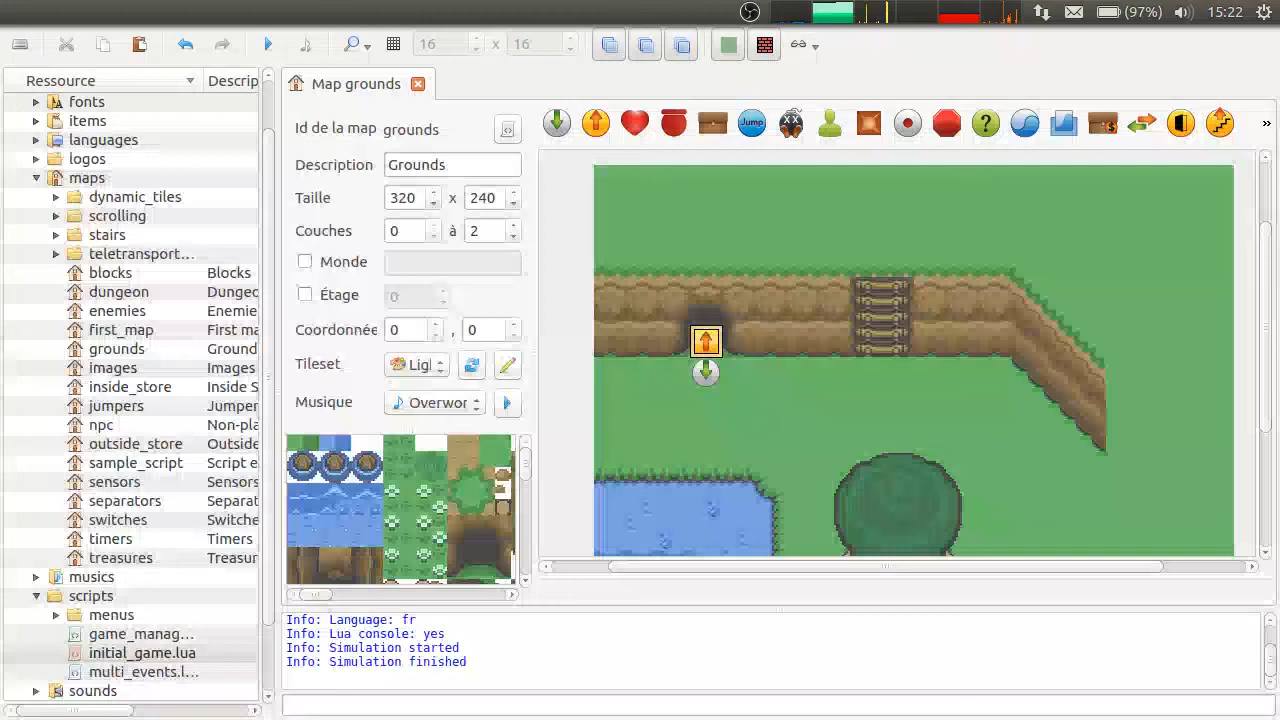 (97%) 15:22
16 x 16
Ressource Descrip
fonts
items
languages
logos
maps
dynamic_tiles
scrolling
stairs
teletransport...
blocks Blocks
dungeon Dungeo
enemies Enemie
first_map First ma
grounds Ground
images Images
inside_store Inside S
jumpers Jumper
npc Non-pla
outside_store Outside
sample_script Script e
sensors Sensors
separators Separat
switches Switche
timers Timers
treasures Treasur
musics
scripts
menus
game_manag...
initial_game.lua
multi_events.l...
sounds
Map grounds
Id de la map grounds
Description Grounds
Taille 320 x 240
Couches 0 à 2
Monde
Étage 0
Coordonnée 0 , 0
Tileset Ligl
Musique Overwor
Jump
?
$
»
Info: Language: fr
Info: Lua console: yes
Info: Simulation started
Info: Simulation finished